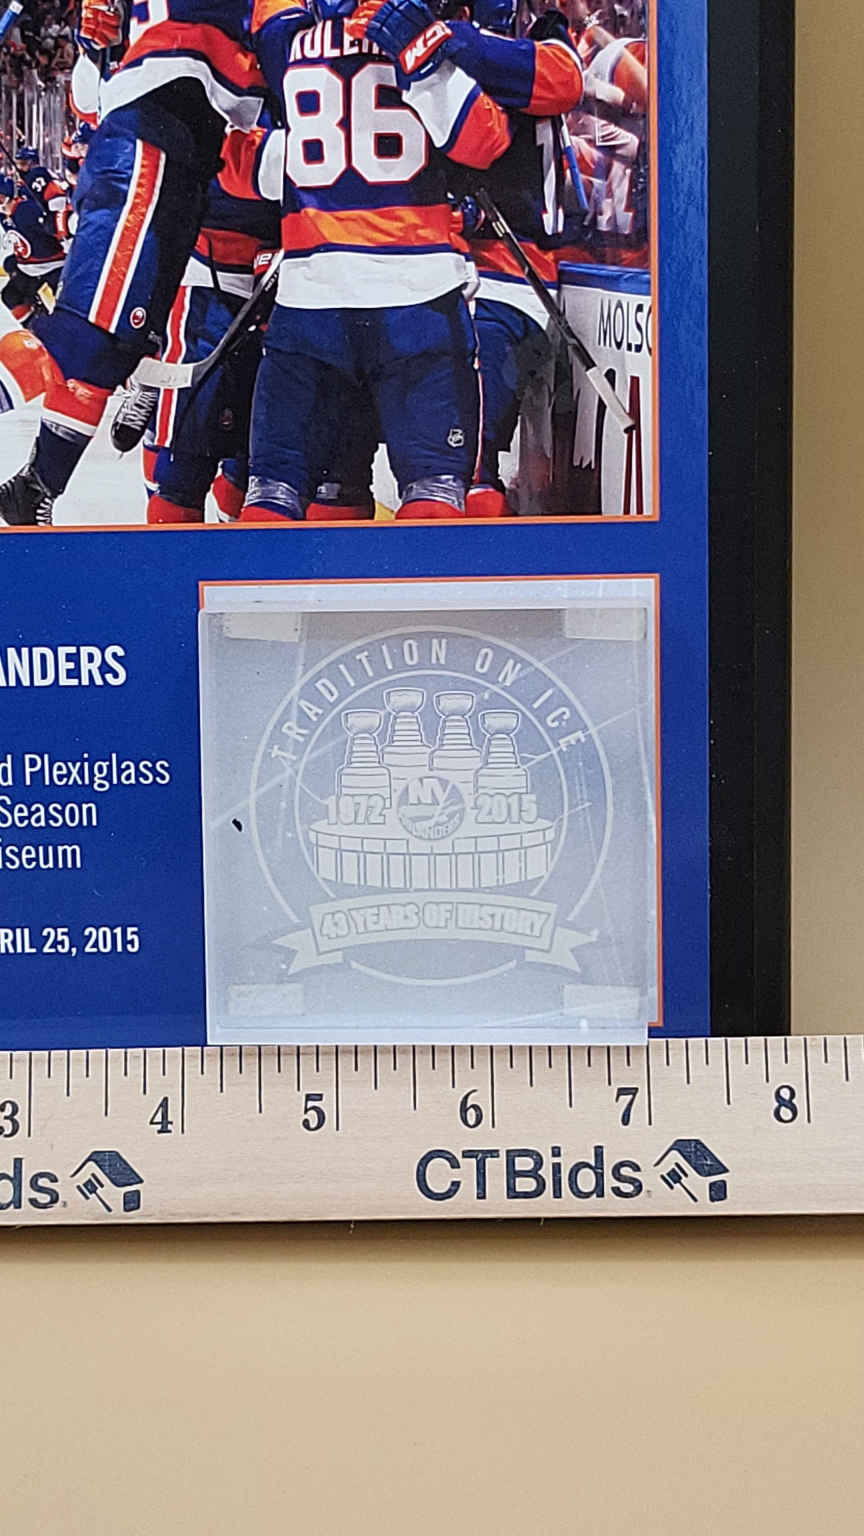 86
MOLSO
ANDERS
d Plexiglass
Season
iseum
RIL 25, 2015
TRADITION ON ICE
NY
1972
2015
43 YEARS OF HISTORY
3 4 5 6 7 8
ds
CTBids